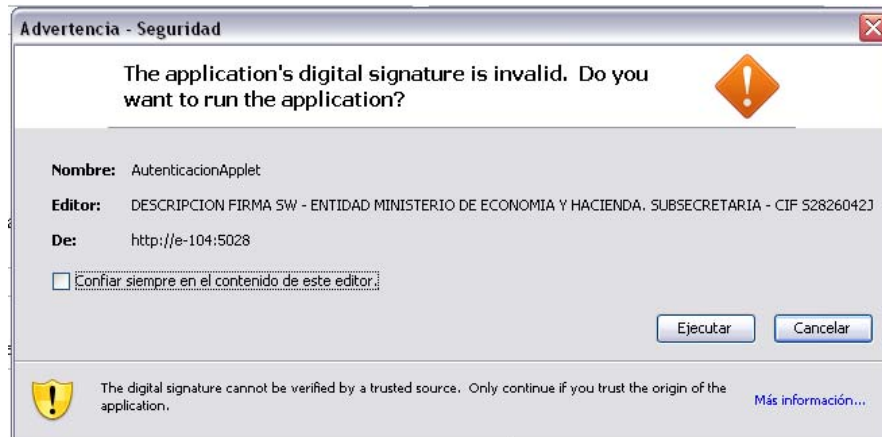 Advertencia - Seguridad
The application's digital signature is invalid. Do you
want to run the application?
Nombre: AutenticacionApplet
Editor: DESCRIPCION FIRMA SW - ENTIDAD MINISTERIO DE ECONOMIA Y HACIENDA. SUBSECRETARIA - CIF S2826042J
De: http://e-104:5028
Confiar siempre en el contenido de este editor.
Ejecutar Cancelar
The digital signature cannot be verified by a trusted source. Only continue if you trust the origin of the
application.
Más información...